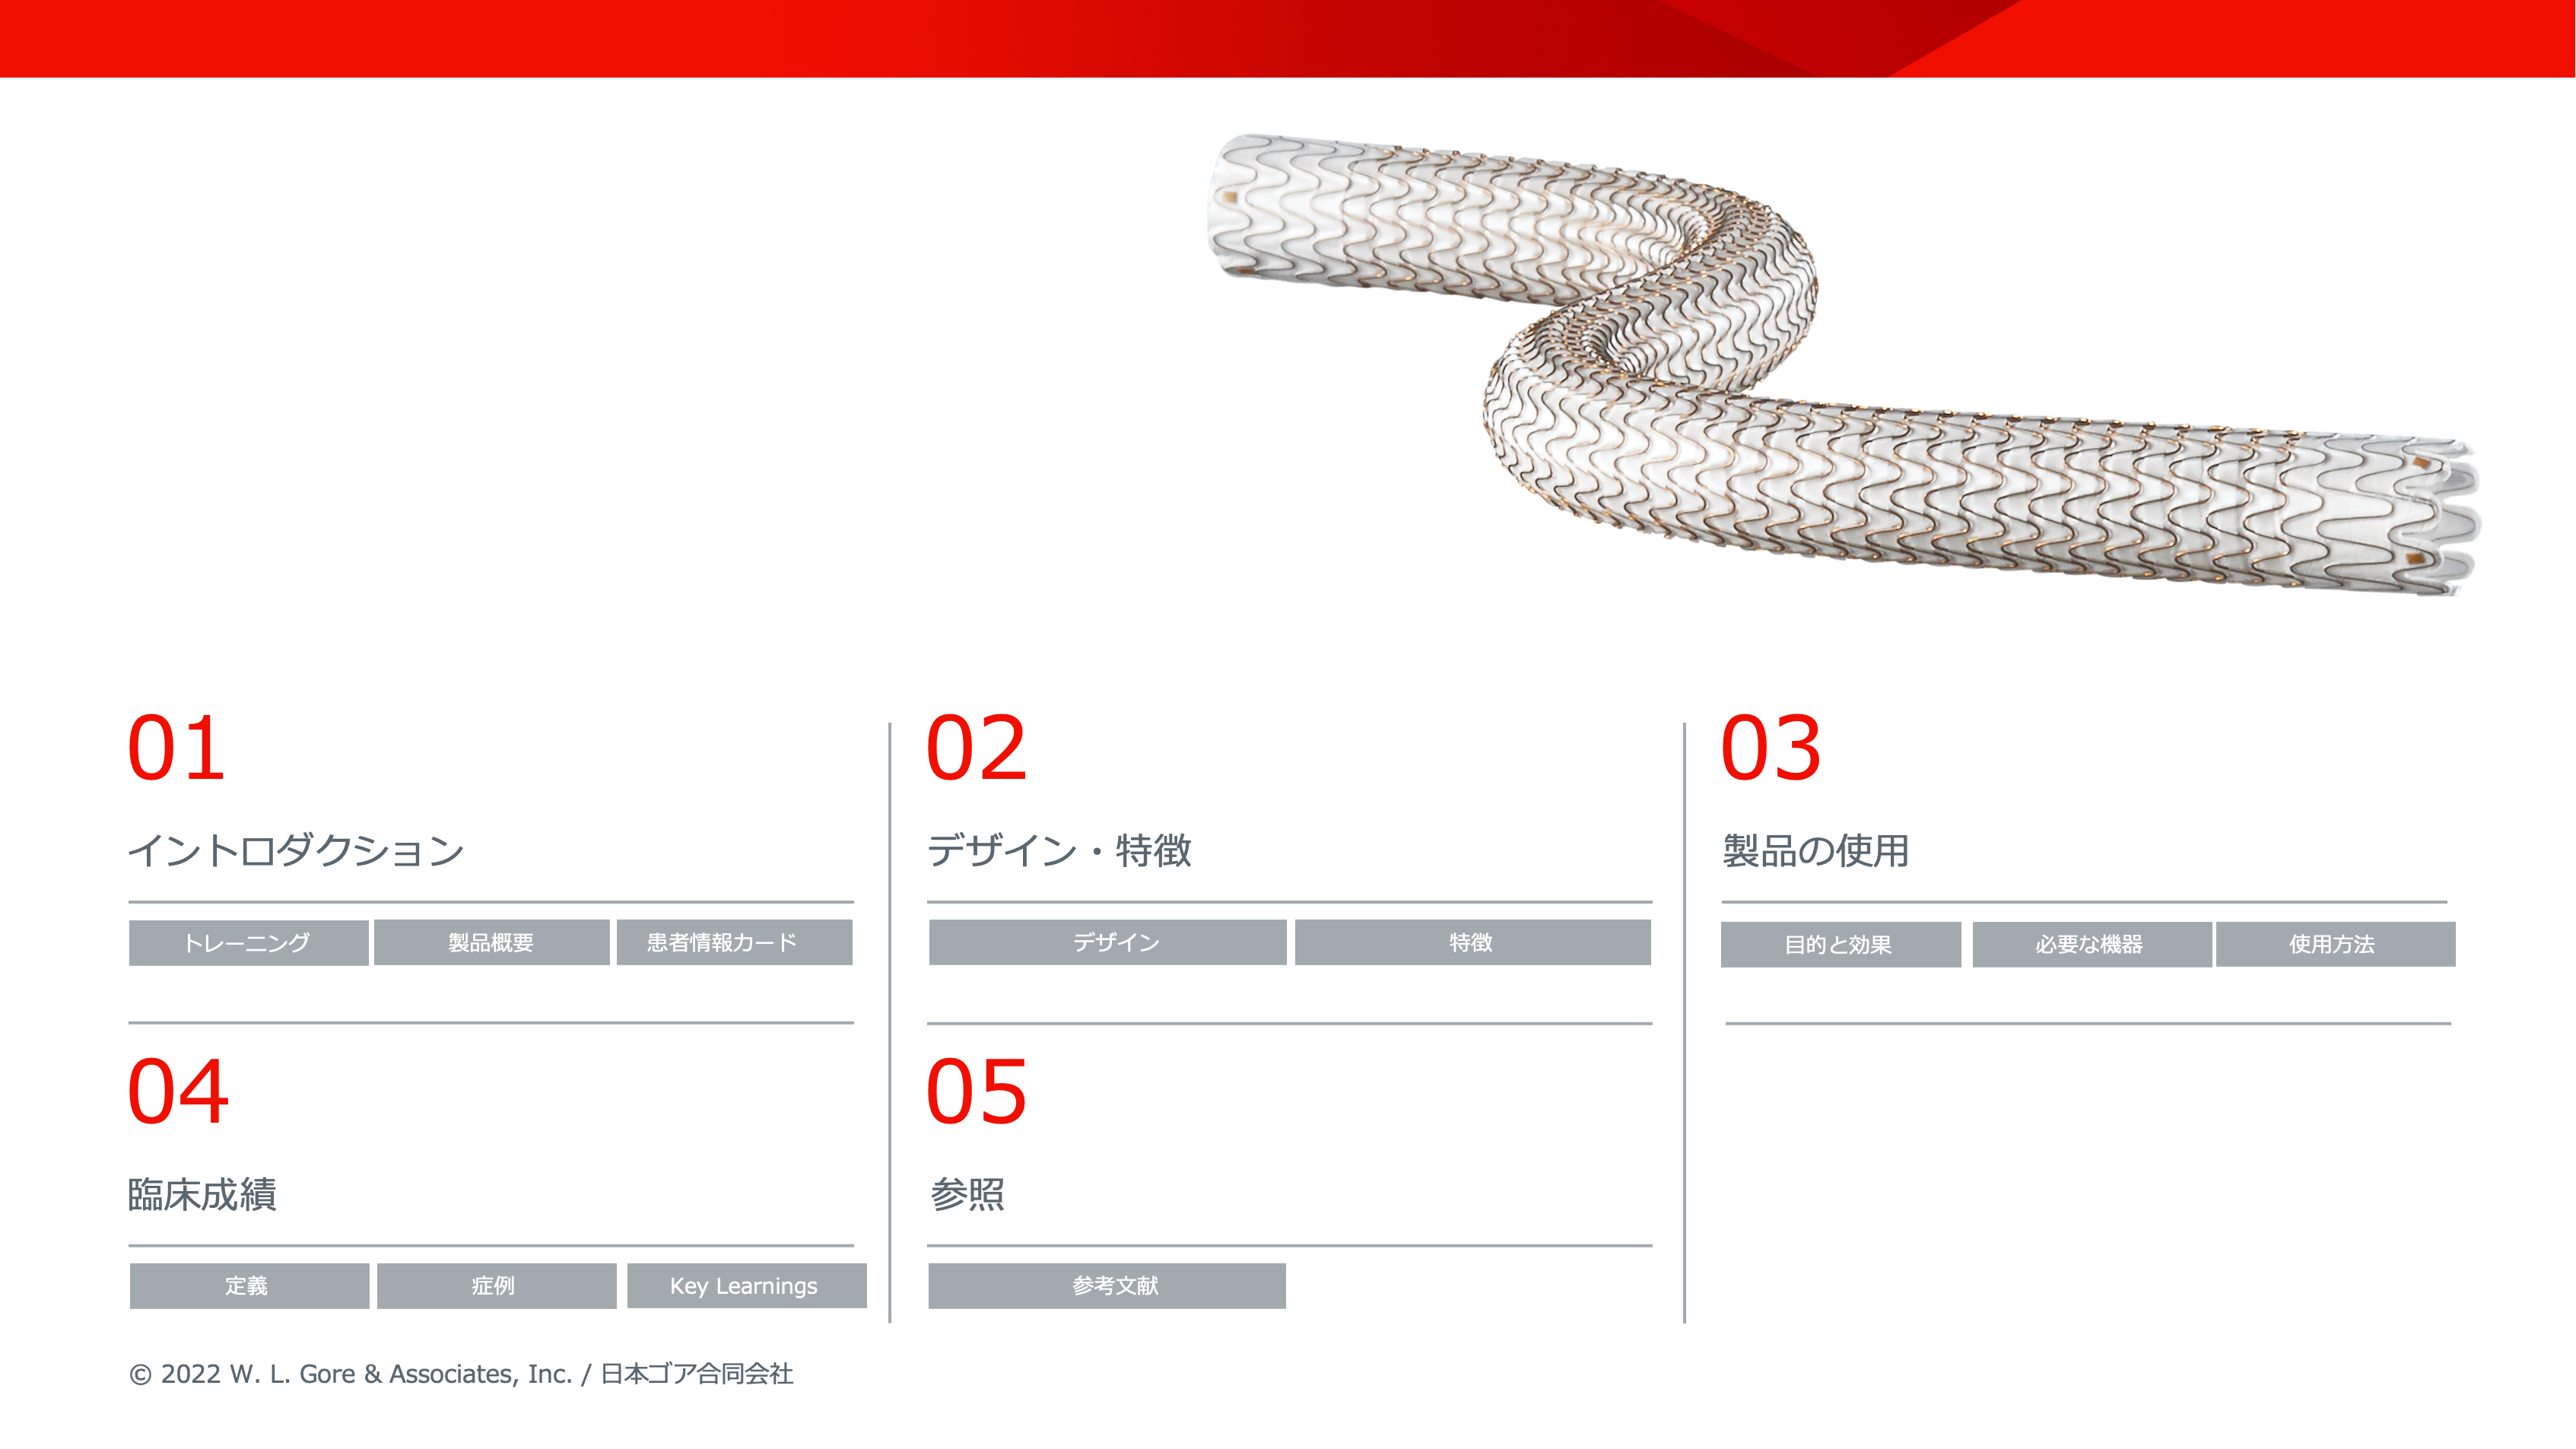 01
イントロダクション
トレーニング
製品概要
患者情報カード
02
デザイン・特徴
デザイン
特徴
03
製品の使用
目的と効果
必要な機器
使用方法
04
臨床成績
定義
症例
Key Learnings
05
参照
参考文献
© 2022 W. L. Gore & Associates, Inc. / 日本ゴア合同会社